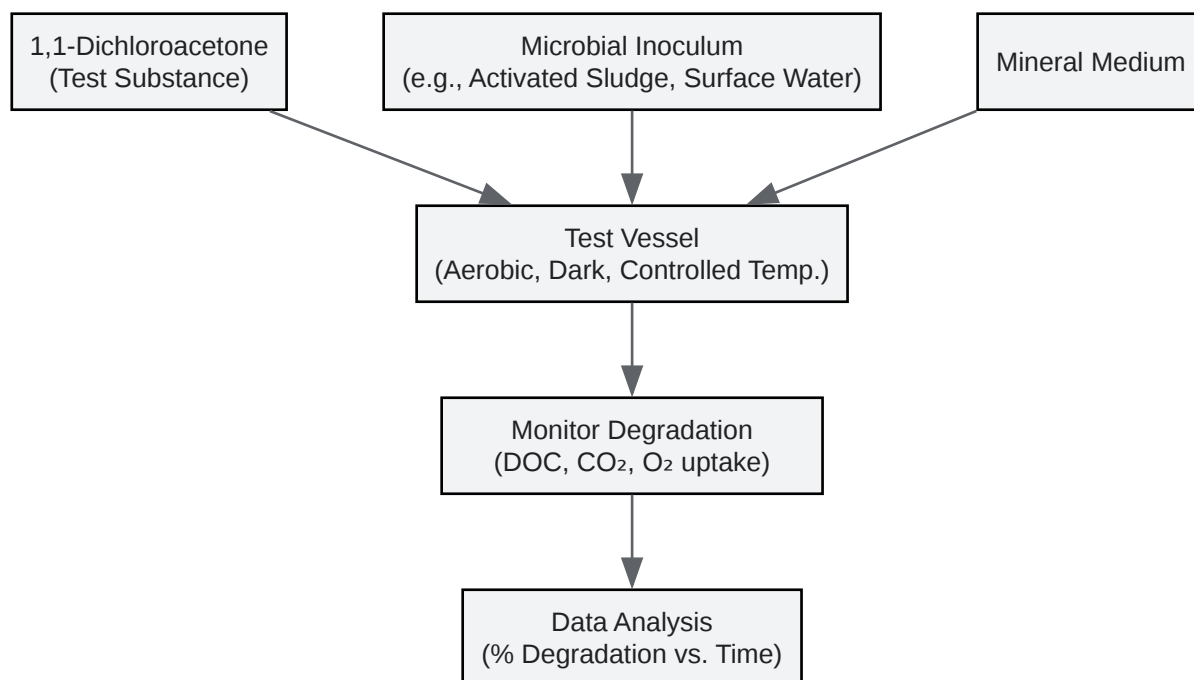 1,1-Dichloroacetone
(Test Substance)
Microbial Inoculum
(e.g., Activated Sludge, Surface Water)
Mineral Medium
Test Vessel
(Aerobic, Dark, Controlled Temp.)
Monitor Degradation
(DOC, CO₂, O₂ uptake)
Data Analysis
(% Degradation vs. Time)